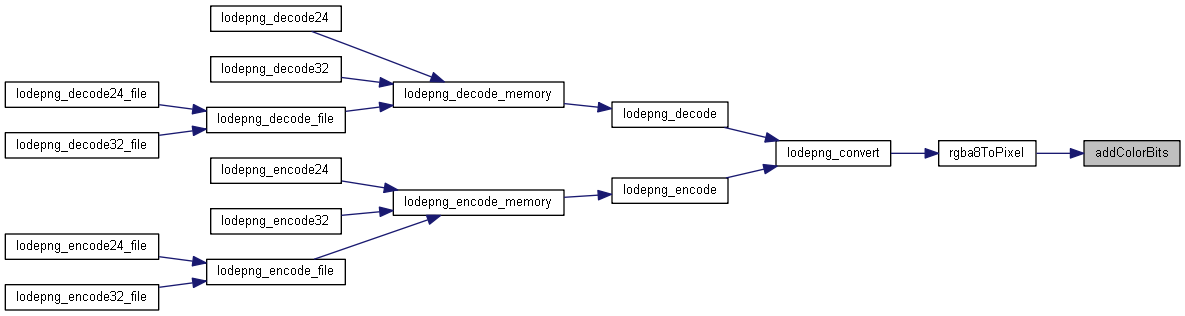 lodepng_decode24
lodepng_decode32
lodepng_decode24_file
lodepng_decode_memory
lodepng_decode_file
lodepng_decode
lodepng_decode32_file
lodepng_convert
rgba8ToPixel
addColorBits
lodepng_encode24
lodepng_encode
lodepng_encode_memory
lodepng_encode32
lodepng_encode24_file
lodepng_encode_file
lodepng_encode32_file